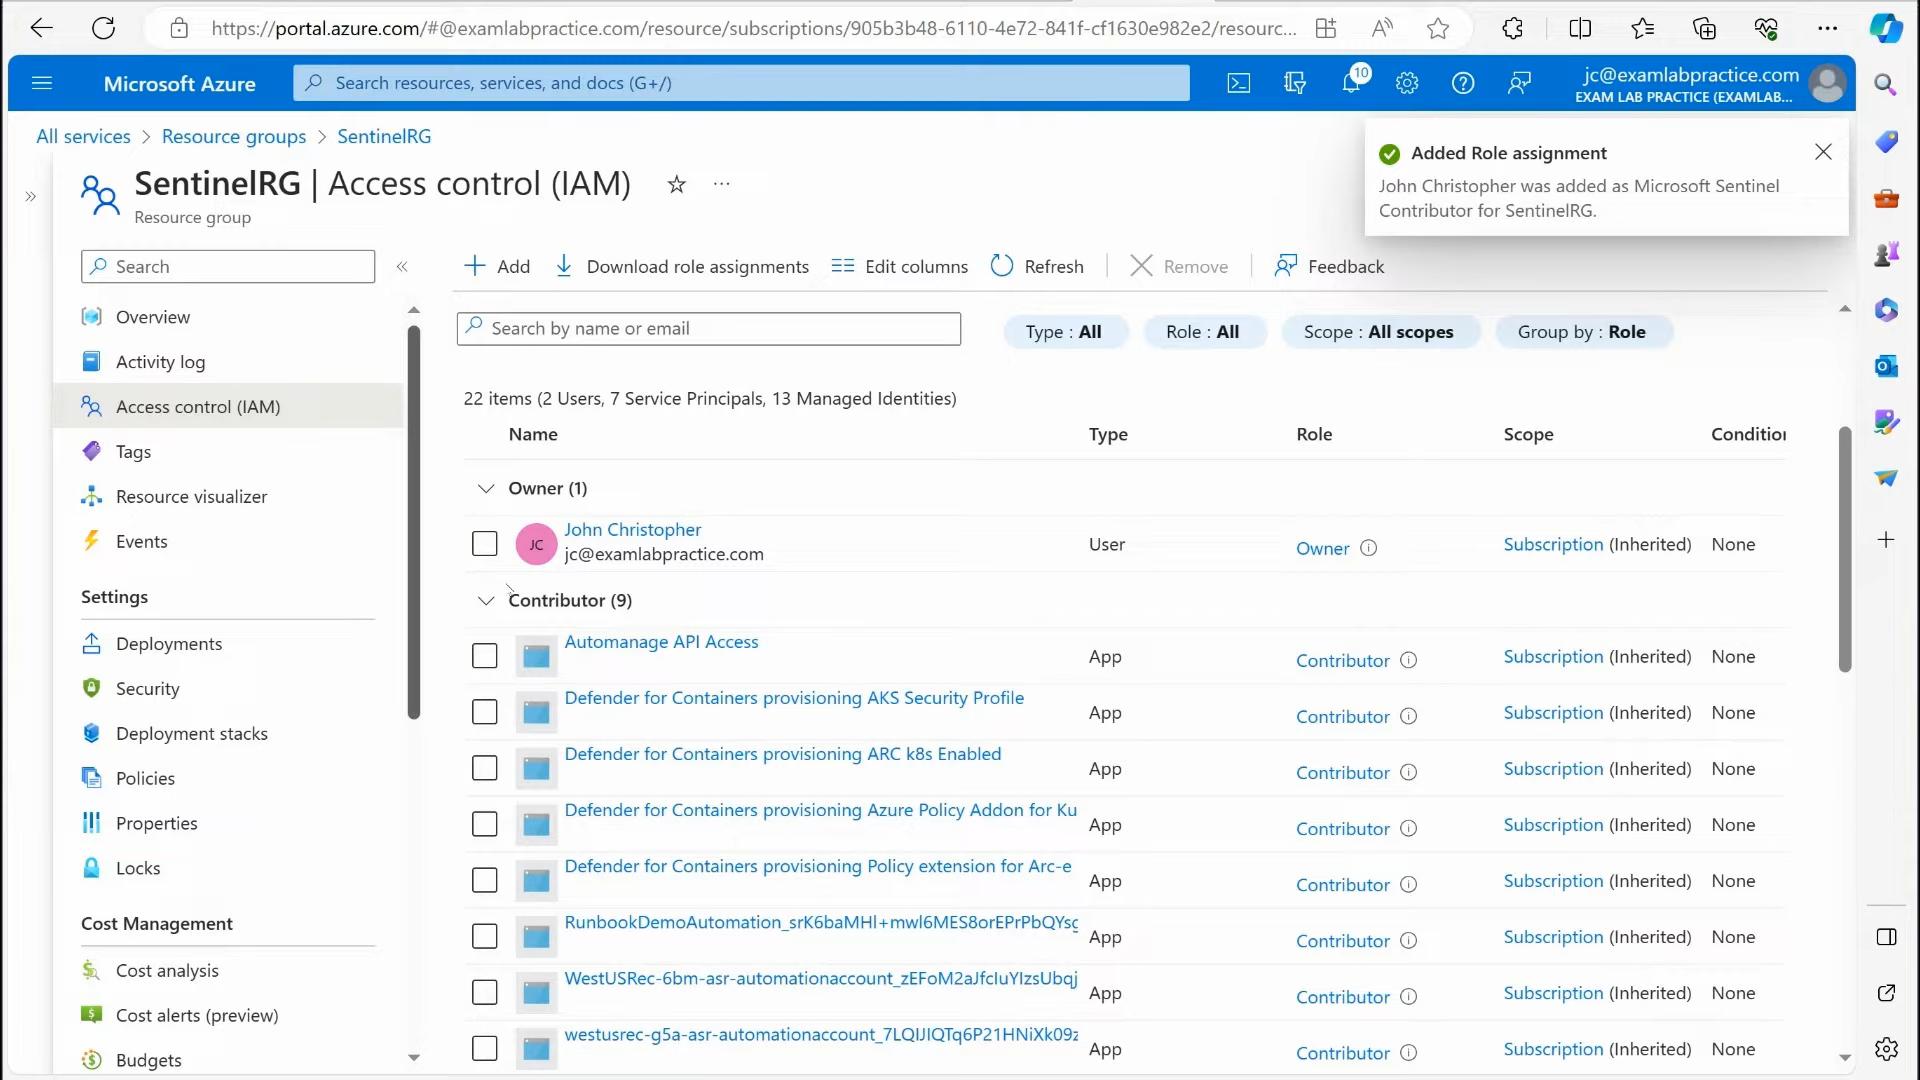 https://portal.azure.com/#@examlabpractice.com/resource/subscriptions/905b3b48-6110-4e72-841f-cf1630e982e2/resourc...
Microsoft Azure
Search resources, services, and docs (G+/)
10
jc@examlabpractice.com
EXAM LAB PRACTICE (EXAMLAB...
All services > Resource groups > SentinelRG
SentinelRG | Access control (IAM)
Resource group
Added Role assignment
John Christopher was added as Microsoft Sentinel
Contributor for SentinelRG.
Search
Overview
Activity log
Access control (IAM)
Tags
Resource visualizer
Events
Settings
Deployments
Security
Deployment stacks
Policies
Properties
Locks
Cost Management
Cost analysis
Cost alerts (preview)
Budgets
Add Download role assignments Edit columns Refresh Remove Feedback
Search by name or email
Type : All Role : All Scope : All scopes Group by : Role
22 items (2 Users, 7 Service Principals, 13 Managed Identities)
Name Type Role Scope Condition
Owner (1)
JC John Christopher
jc@examlabpractice.com User Owner Subscription (Inherited) None
Contributor (9)
Automanage API Access App Contributor Subscription (Inherited) None
Defender for Containers provisioning AKS Security Profile App Contributor Subscription (Inherited) None
Defender for Containers provisioning ARC k8s Enabled App Contributor Subscription (Inherited) None
Defender for Containers provisioning Azure Policy Addon for Ku App Contributor Subscription (Inherited) None
Defender for Containers provisioning Policy extension for Arc-e App Contributor Subscription (Inherited) None
RunbookDemoAutomation_srK6baMHl+mwl6MES8orEPrPbQYsg App Contributor Subscription (Inherited) None
WestUSRec-6bm-asr-automationaccount_zEFoM2aJfcIuYIzsUbqj App Contributor Subscription (Inherited) None
westusrec-g5a-asr-automationaccount_7LQIJIQTq6P21HNiXk09z App Contributor Subscription (Inherited) None